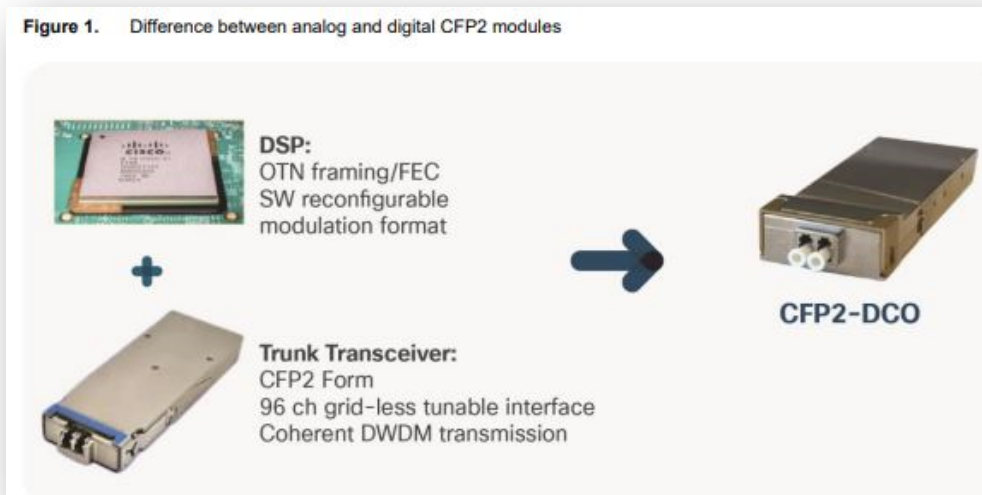 Figure 1. Difference between analog and digital CFP2 modules
CISCO
DSP:
OTN framing/FEC
SW reconfigurable
modulation format
Trunk Transceiver:
CFP2 Form
96 ch grid-less tunable interface
Coherent DWDM transmission
CFP2-DCO